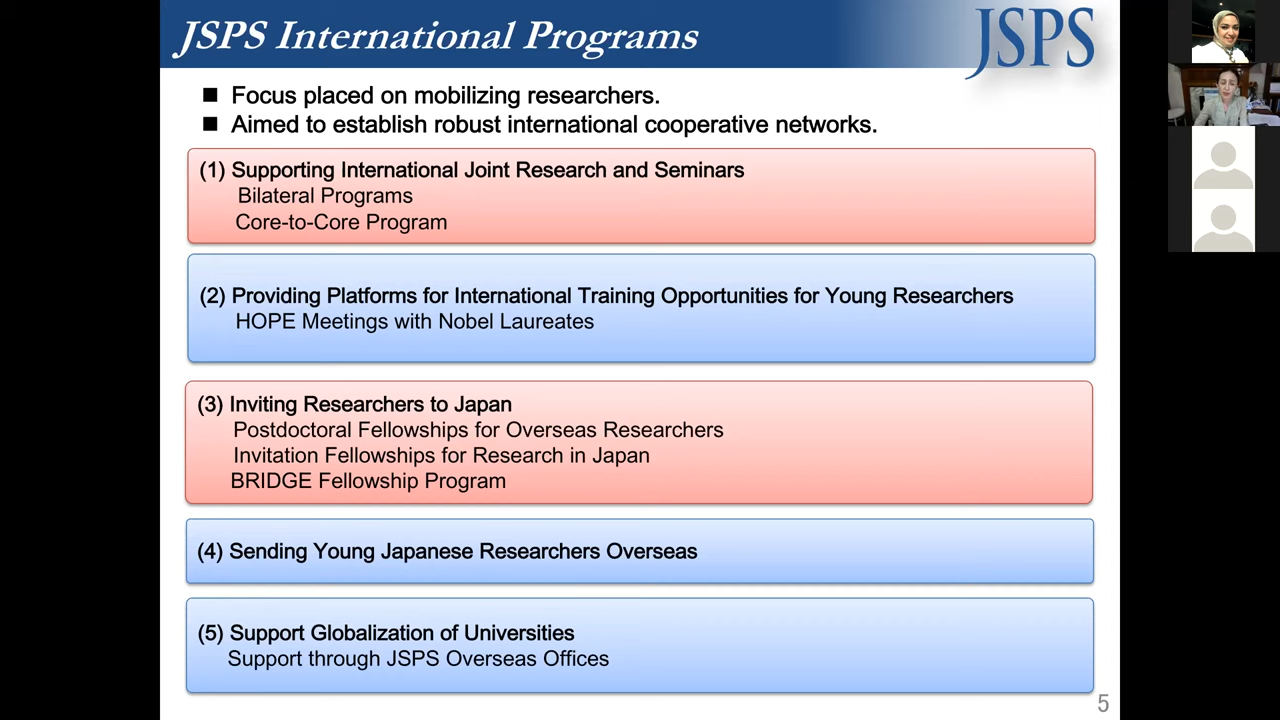 JSPS International Programs
JSPS
■ Focus placed on mobilizing researchers.
■ Aimed to establish robust international cooperative networks.
(1) Supporting International Joint Research and Seminars
Bilateral Programs
Core-to-Core Program
(2) Providing Platforms for International Training Opportunities for Young Researchers
HOPE Meetings with Nobel Laureates
(3) Inviting Researchers to Japan
Postdoctoral Fellowships for Overseas Researchers
Invitation Fellowships for Research in Japan
BRIDGE Fellowship Program
(4) Sending Young Japanese Researchers Overseas
(5) Support Globalization of Universities
Support through JSPS Overseas Offices
5